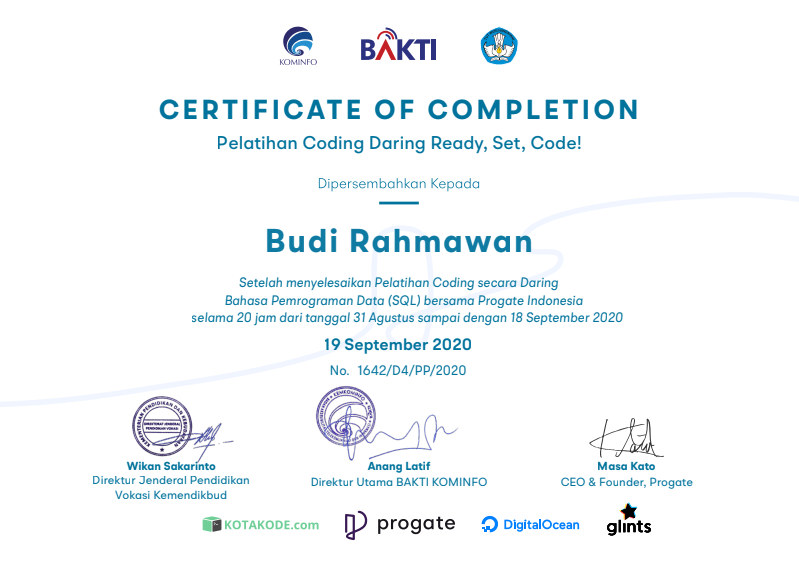 KOMINFO
BAKTI
CERTIFICATE OF COMPLETION
Pelatihan Coding Daring Ready, Set, Code!
Dipersembahkan Kepada
Budi Rahmawan
Setelah menyelesaikan Pelatihan Coding secara Daring
Bahasa Pemrograman Data (SQL) bersama Progate Indonesia
selama 20 jam dari tanggal 31 Agustus sampai dengan 18 September 2020
19 September 2020
No. 1642/D4/PP/2020
KEMENTERIAN PENDIDIKAN DAN KEBUDAYAAN
DIREKTORAT JENDERAL
PENDIDIKAN VOKASI
Wikan Sakarinto
Direktur Jenderal Pendidikan
Vokasi Kemendikbud
Anang Latif
Direktur Utama BAKTI KOMINFO
Masa Kato
CEO & Founder, Progate
KOTAKODE.com
progate
DigitalOcean
glints